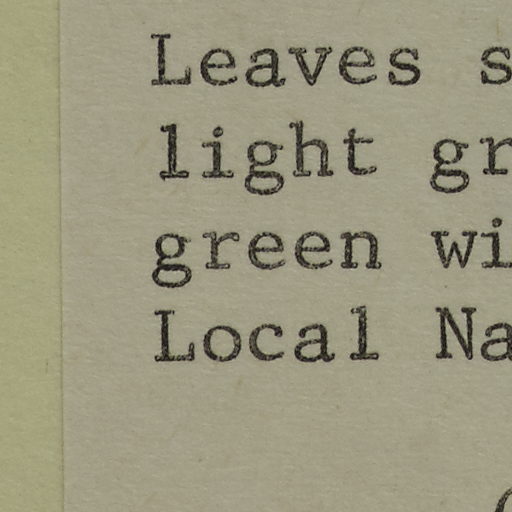 Leaves s
light gr
green wi
Local Na